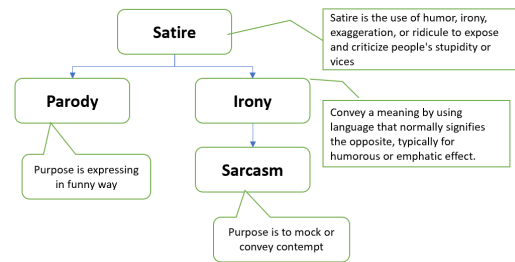 Satire
Satire is the use of humor, irony,
exaggeration, or ridicule to expose
and criticize people's stupidity or
vices
Parody
Irony
Convey a meaning by using
language that normally signifies
the opposite, typically for
humorous or emphatic effect.
Purpose is expressing
in funny way
Sarcasm
Purpose is to mock or
convey contempt